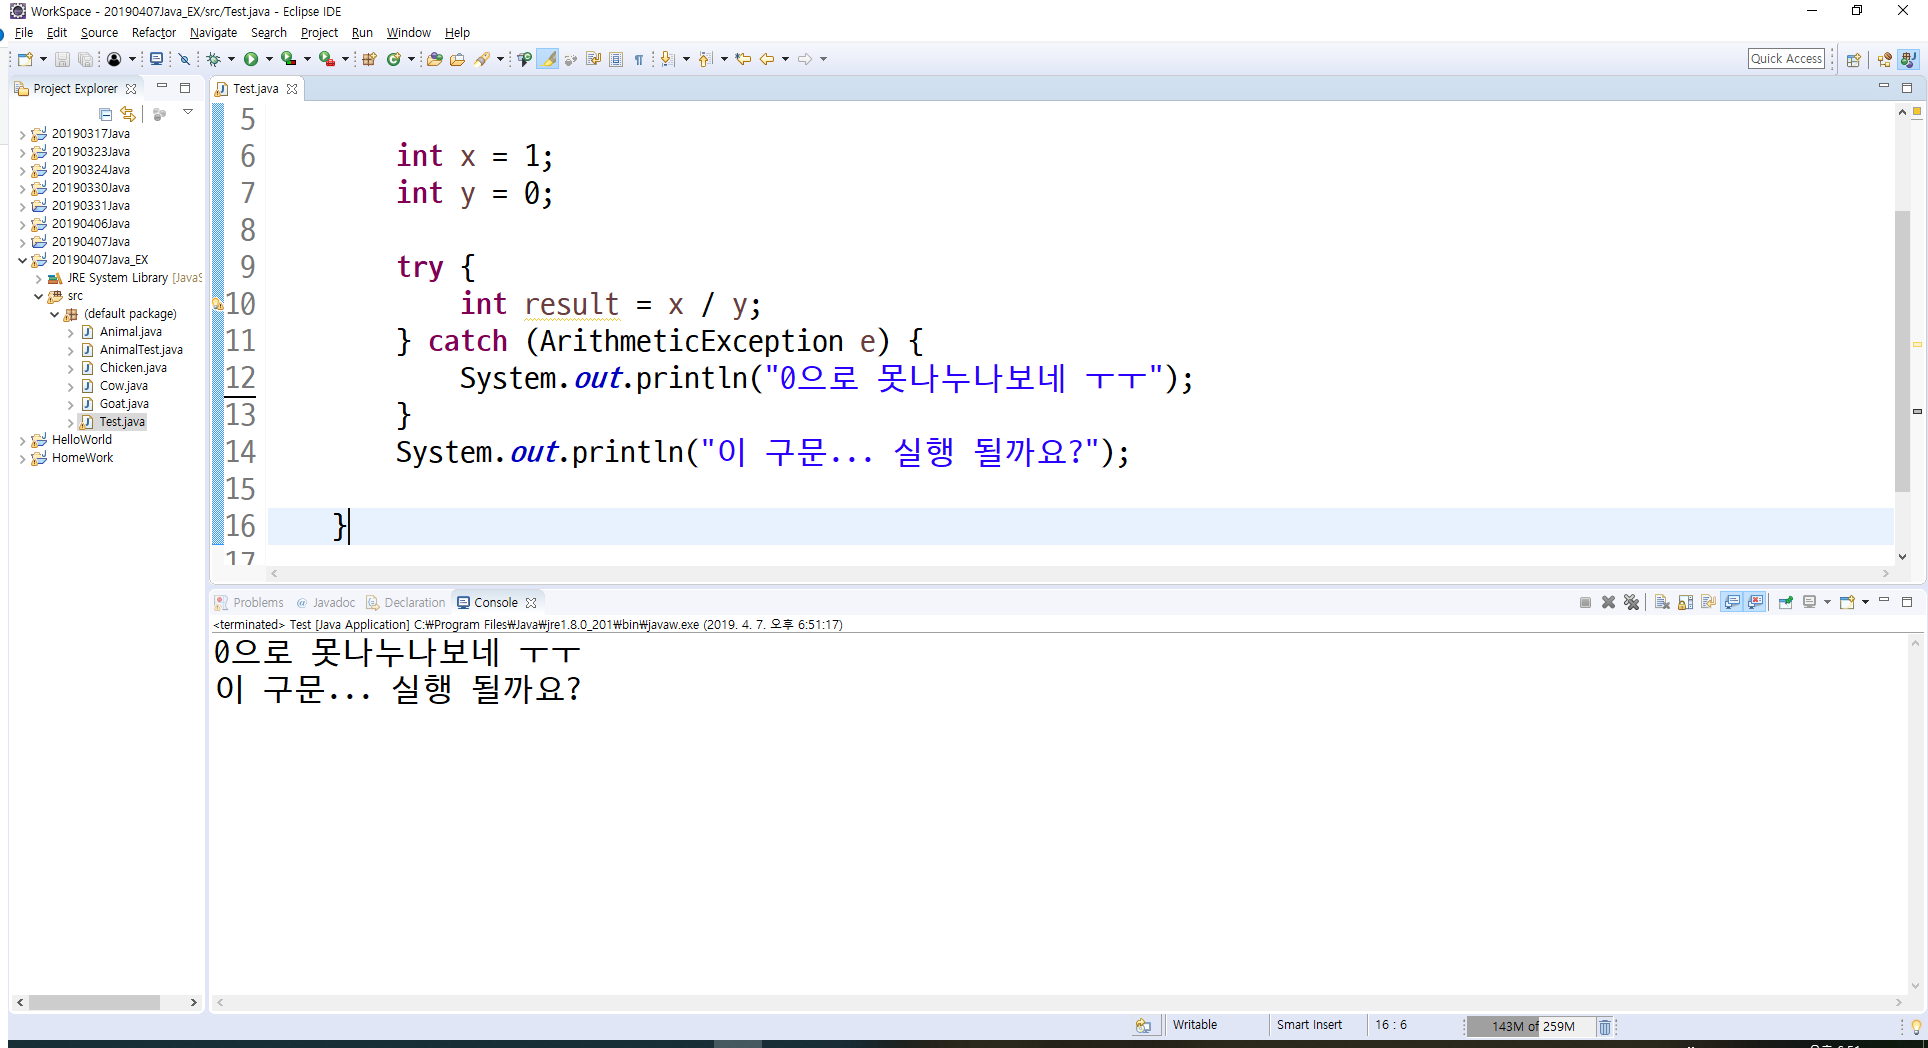 WorkSpace - 20190407Java_EX/src/Test.java - Eclipse IDE
File Edit Source Refactor Navigate Search Project Run Window Help
Quick Access
Project Explorer
20190317Java
20190323Java
20190324Java
20190330Java
20190331Java
20190406Java
20190407Java
20190407Java_EX
JRE System Library [JavaS
src
(default package)
Animal.java
AnimalTest.java
Chicken.java
Cow.java
Goat.java
Test.java
HelloWorld
HomeWork
Test.java
5
6 int x = 1;
7 int y = 0;
8
9 try {
10 int result = x / y;
11 } catch (ArithmeticException e) {
12 System.out.println("0으로 못나누나보네 ㅜㅜ");
13 }
14 System.out.println("이 구문... 실행 될까요?");
15
16 }
17
Problems @ Javadoc Declaration Console
<terminated> Test [Java Application] C:₩Program Files₩Java₩jre1.8.0_201₩bin₩javaw.exe (2019. 4. 7. 오후 6:51:17)
0으로 못나누나보네 ㅜㅜ
이 구문... 실행 될까요?
Writable Smart Insert 16 : 6 143M of 259M